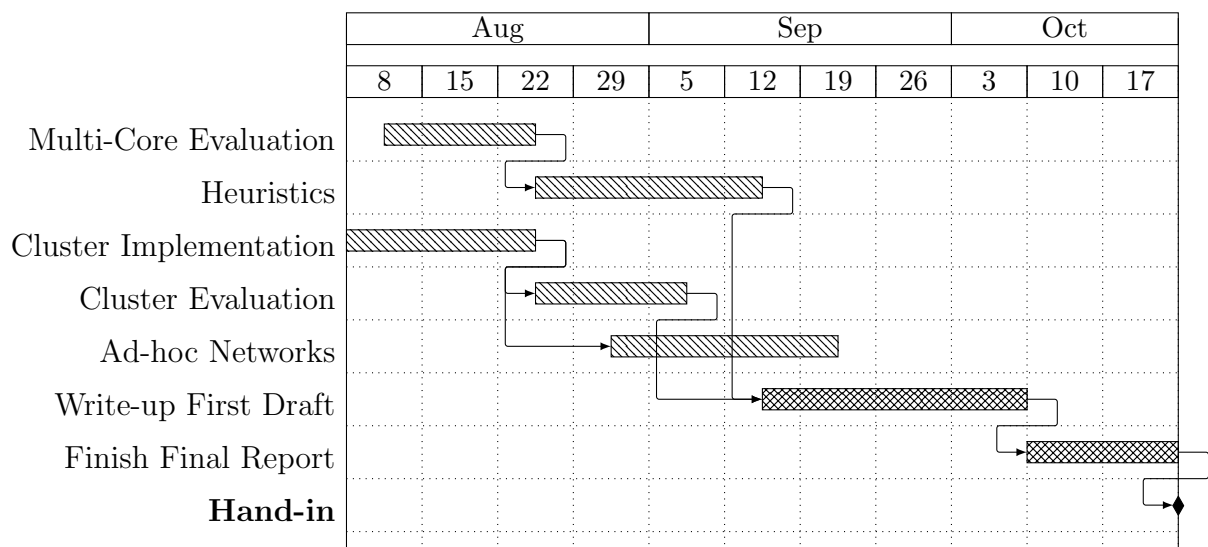 Aug Sep Oct
8 15 22 29 5 12 19 26 3 10 17
Multi-Core Evaluation
Heuristics
Cluster Implementation
Cluster Evaluation
Ad-hoc Networks
Write-up First Draft
Finish Final Report
Hand-in